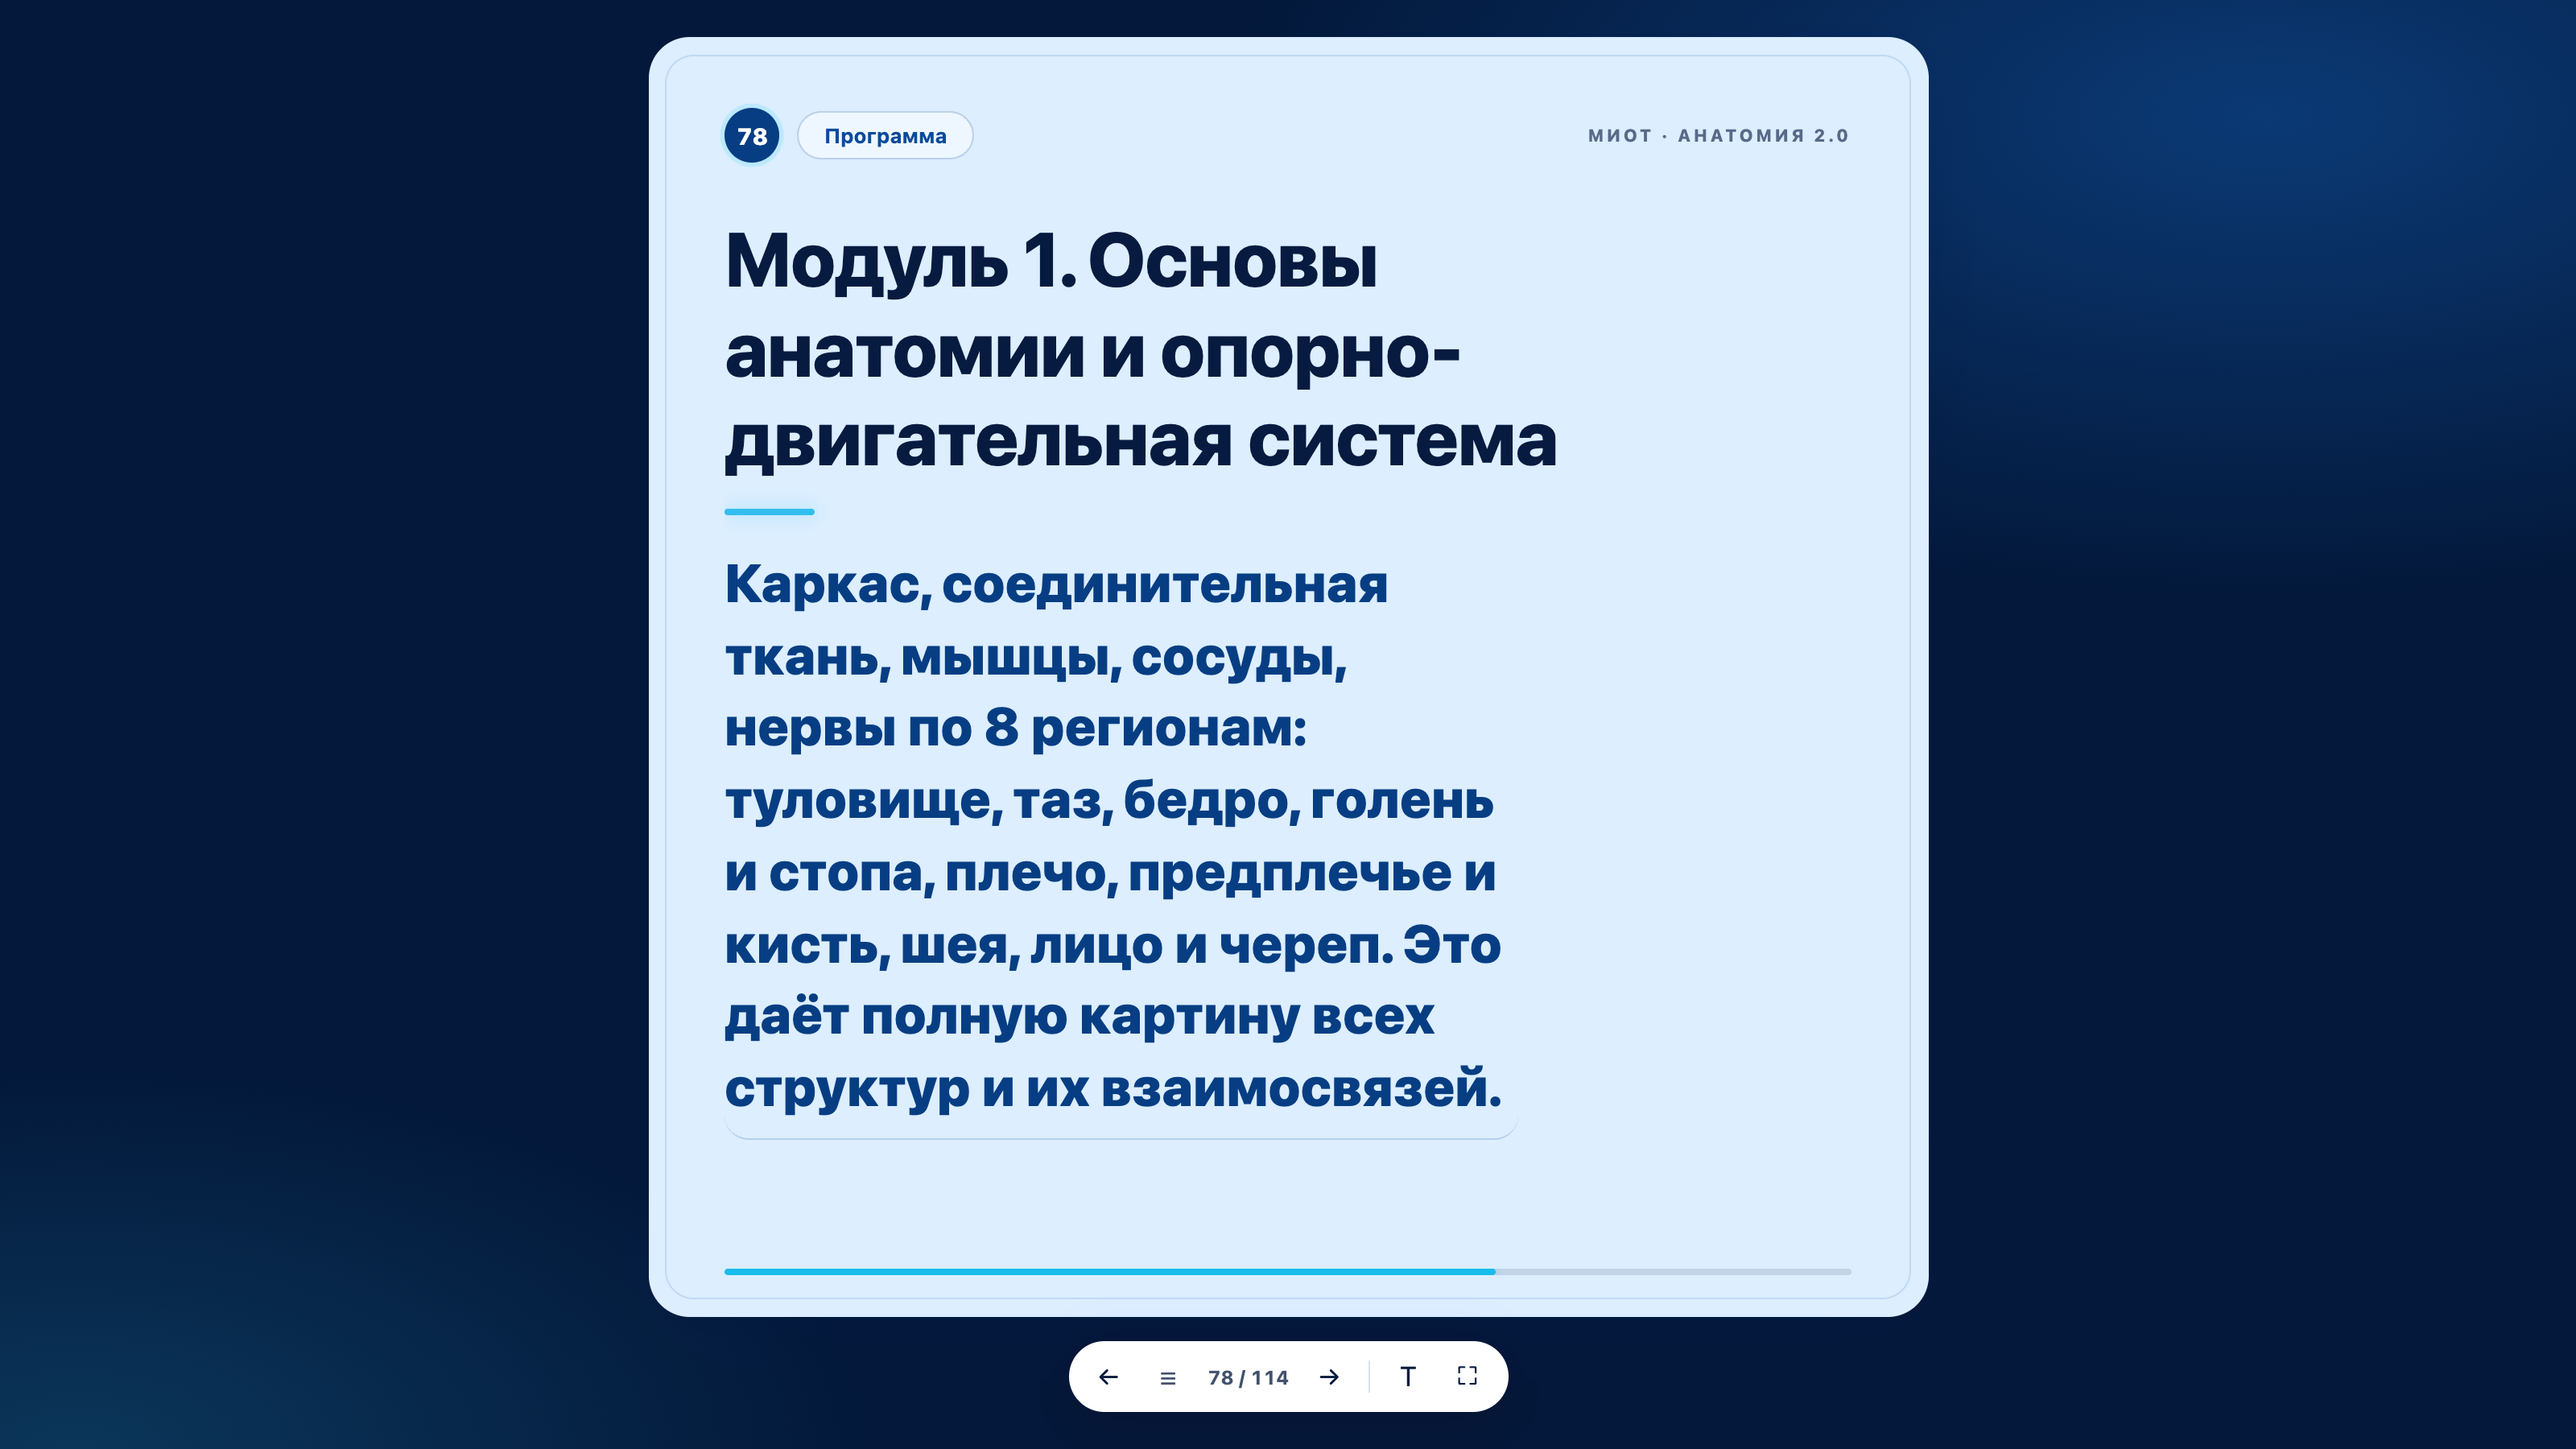 78
Программа
МИОТ · АНАТОМИЯ 2.0
Модуль 1. Основы
анатомии и опорно-
двигательная система
Каркас, соединительная
ткань, мышцы, сосуды,
нервы по 8 регионам:
туловище, таз, бедро, голень
и стопа, плечо, предплечье и
кисть, шея, лицо и череп. Это
даёт полную картину всех
структур и их взаимосвязей.
78 / 114
T